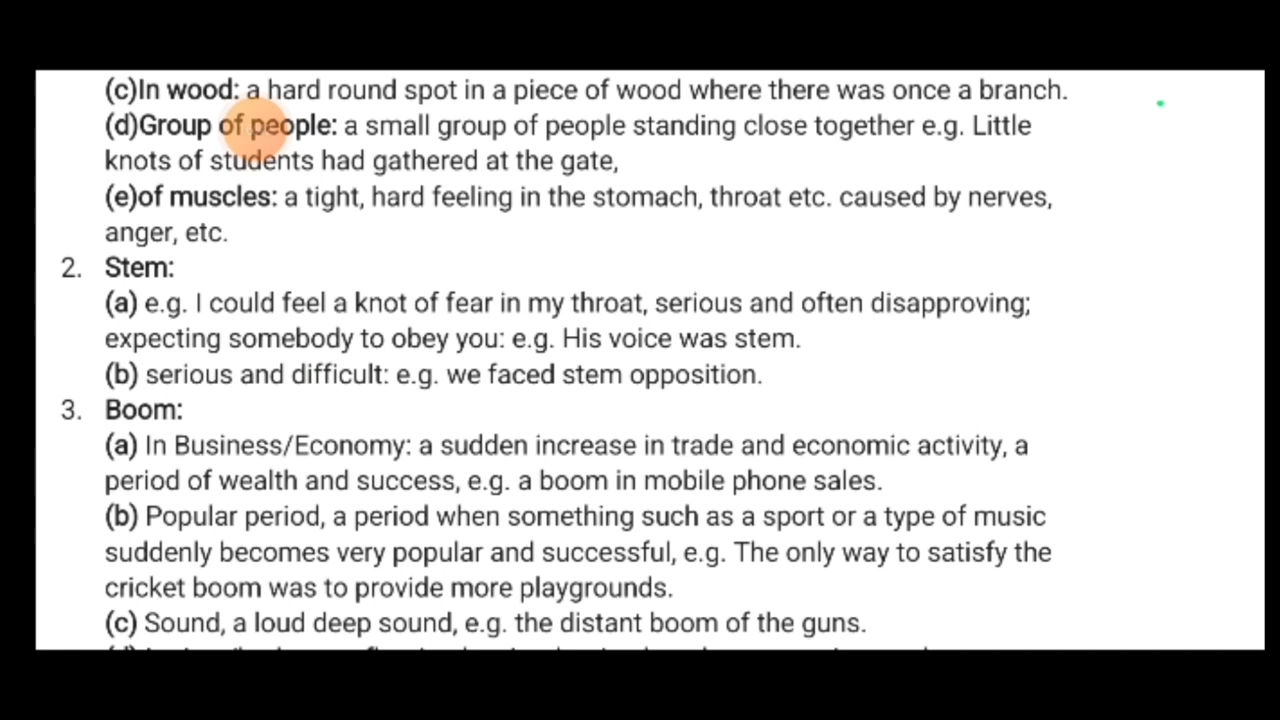 (c)In wood: a hard round spot in a piece of wood where there was once a branch.
(d)Group of people: a small group of people standing close together e.g. Little
knots of students had gathered at the gate,
(e)of muscles: a tight, hard feeling in the stomach, throat etc. caused by nerves,
anger, etc.
2. Stem:
(a) e.g. I could feel a knot of fear in my throat, serious and often disapproving;
expecting somebody to obey you: e.g. His voice was stem.
(b) serious and difficult: e.g. we faced stem opposition.
3. Boom:
(a) In Business/Economy: a sudden increase in trade and economic activity, a
period of wealth and success, e.g. a boom in mobile phone sales.
(b) Popular period, a period when something such as a sport or a type of music
suddenly becomes very popular and successful, e.g. The only way to satisfy the
cricket boom was to provide more playgrounds.
(c) Sound, a loud deep sound, e.g. the distant boom of the guns.